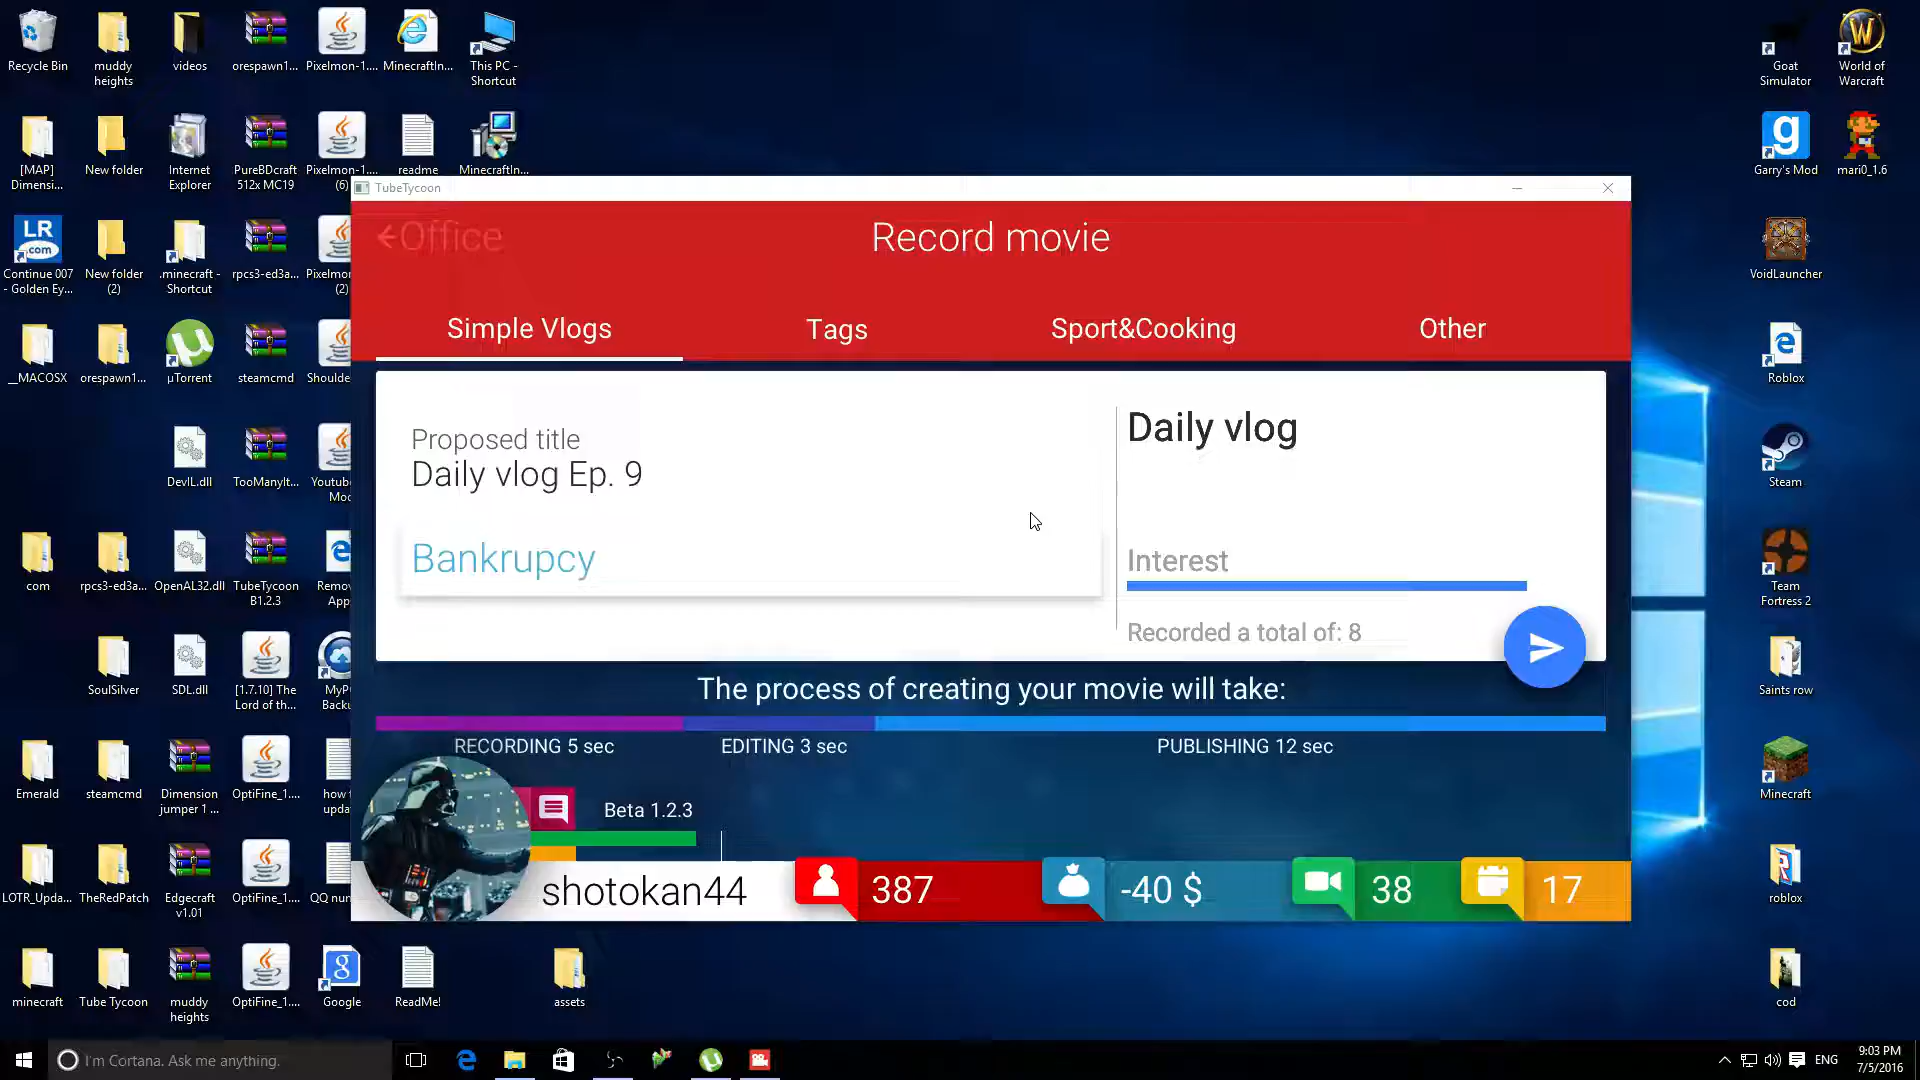 Recycle Bin
muddy
heights
videos
orespawn1...
Pixelmon-1....
MinecraftIn...
This PC -
Shortcut
Goat
Simulator
World of
Warcraft
[MAP]
Dimensi...
New folder
Internet
Explorer
PureBDcraft
512x MC19
Pixelmon-1....
(6)
readme
MinecraftIn...
Garry's Mod
mari0_1.6
TubeTycoon
Office
Record movie
LR
com
Continue 007
- Golden Ey...
New folder
(2)
.minecraft -
Shortcut
rpcs3-ed3a...
Pixelmon
(2)
VoidLauncher
Simple Vlogs
Tags
Sport&Cooking
Other
__MACOSX
orespawn1...
µTorrent
steamcmd
Roblox
Proposed title
Daily vlog Ep. 9
Daily vlog
Bankrupcy
Interest
Recorded a total of: 8
DevIL.dll
TooManyIt...
Steam
com
rpcs3-ed3a...
OpenAL32.dll
TubeTycoon
B1.2.3
Team
Fortress 2
The process of creating your movie will take:
RECORDING 5 sec
EDITING 3 sec
PUBLISHING 12 sec
SoulSilver
SDL.dll
[1.7.10] The
Lord of th...
Saints row
Beta 1.2.3
Emerald
steamcmd
Dimension
jumper 1 ...
OptiFine_1....
how t
Minecraft
shotokan44
387
-40 $
38
17
LOTR_Upda...
TheRedPatch
Edgecraft
v1.01
OptiFine_1....
roblox
minecraft
Tube Tycoon
muddy
heights
OptiFine_1....
Google
ReadMe!
assets
cod
I'm Cortana. Ask me anything.
ENG
9:03 PM
7/5/2016